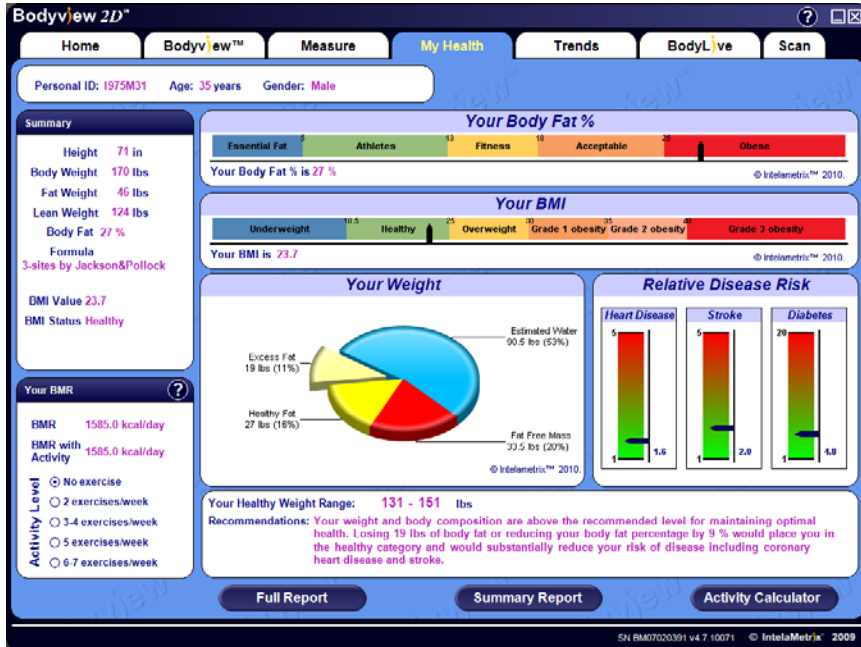 Bodyview 2D™
?
Home Bodyview™ Measure My Health Trends BodyLive Scan
Personal ID: I975M31 Age: 35 years Gender: Male
Summary
Height 71 in
Body Weight 170 lbs
Fat Weight 46 lbs
Lean Weight 124 lbs
Body Fat 27 %
Formula
3-sites by Jackson&Pollock
BMI Value 23.7
BMI Status Healthy
Your Body Fat %
5 13 18 25
Essential Fat Athletes Fitness Acceptable Obese
Your Body Fat % is 27 %
© Intelametrix™ 2010.
Your BMI
18.5 25 30 35 40
Underweight Healthy Overweight Grade 1 obesity Grade 2 obesity Grade 3 obesity
Your BMI is 23.7
© Intelametrix™ 2010.
Your Weight
Estimated Water
90.5 lbs (53%)
Excess Fat
19 lbs (11%)
Healthy Fat
27 lbs (16%)
Fat Free Mass
33.5 lbs (20%)
© Intelametrix™ 2010.
Relative Disease Risk
Heart Disease Stroke Diabetes
5 5 20
1.6 2.0 4.8
1 1 1
Your BMR
?
BMR 1585.0 kcal/day
BMR with
Activity 1585.0 kcal/day
Activity Level
No exercise
2 exercises/week
3-4 exercises/week
5 exercises/week
6-7 exercises/week
Your Healthy Weight Range: 131 - 151 lbs
Recommendations: Your weight and body composition are above the recommended level for maintaining optimal
health. Losing 19 lbs of body fat or reducing your body fat percentage by 9 % would place you in
the healthy category and would substantially reduce your risk of disease including coronary
heart disease and stroke.
Full Report Summary Report Activity Calculator
SN BM07020391 v4.7.10071 © IntelaMetrix® 2009